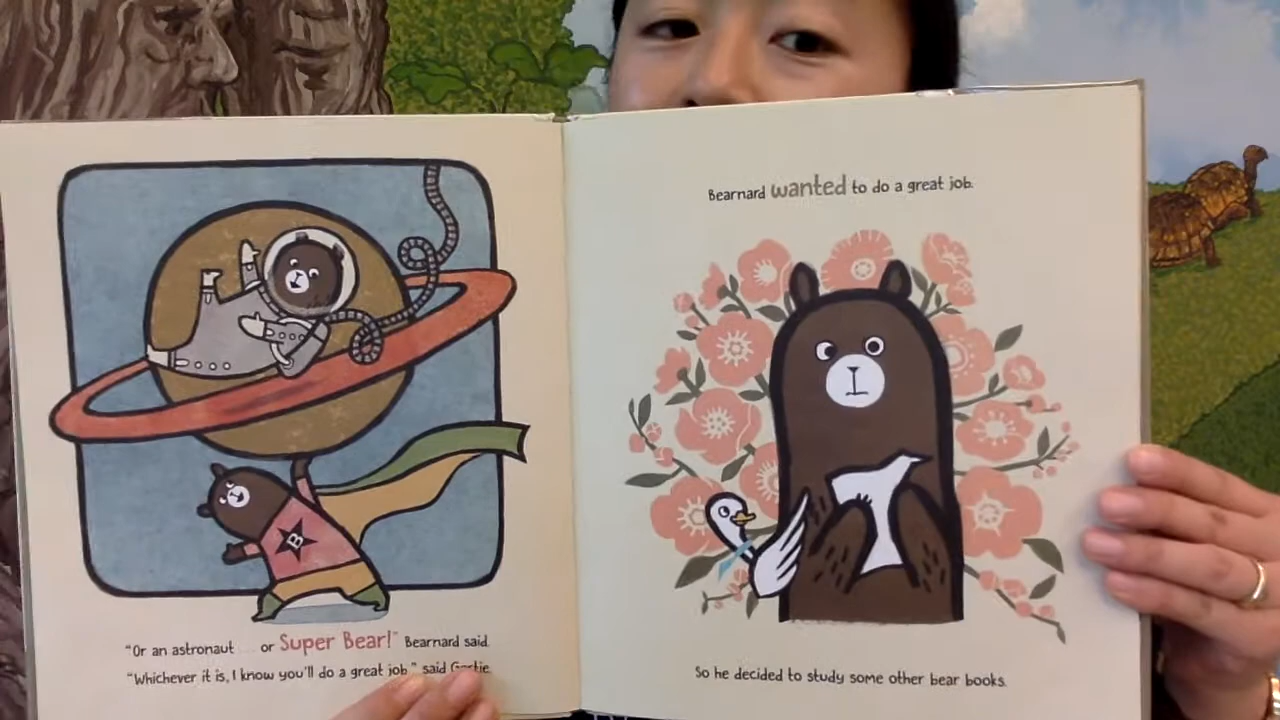 B
"Or an astronaut ... or Super Bear!" Bearnard said.
"Whichever it is, I know you'll do a great job," said Gertie.
Bearnard wanted to do a great job.
So he decided to study some other bear books.